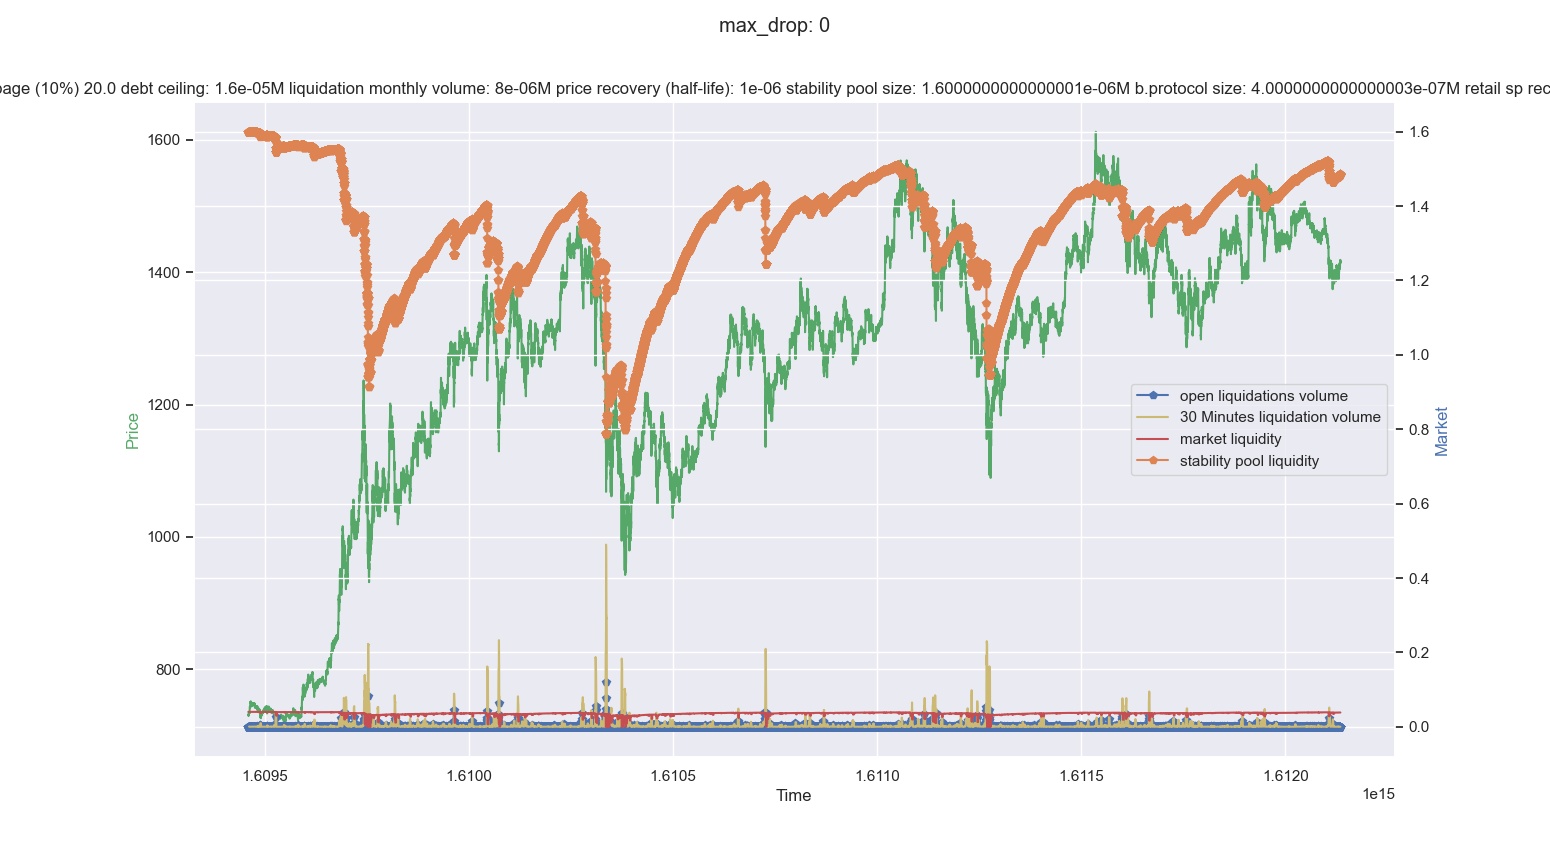 max_drop: 0
(10%) 20.0 debt ceiling: 1.6e-05M liquidation monthly volume: 8e-06M price recovery (half-life): 1e-06 stability pool size: 1.6000000000000001e-06M b.protocol size: 4.0000000000000003e-07M retail sp
1600
1400
1200
1000
800
Price
1.6
1.4
1.2
1.0
0.8
0.6
0.4
0.2
0.0
Market
open liquidations volume
30 Minutes liquidation volume
market liquidity
stability pool liquidity
1.6095
1.6100
1.6105
1.6110
1.6115
1.6120
1e15
Time